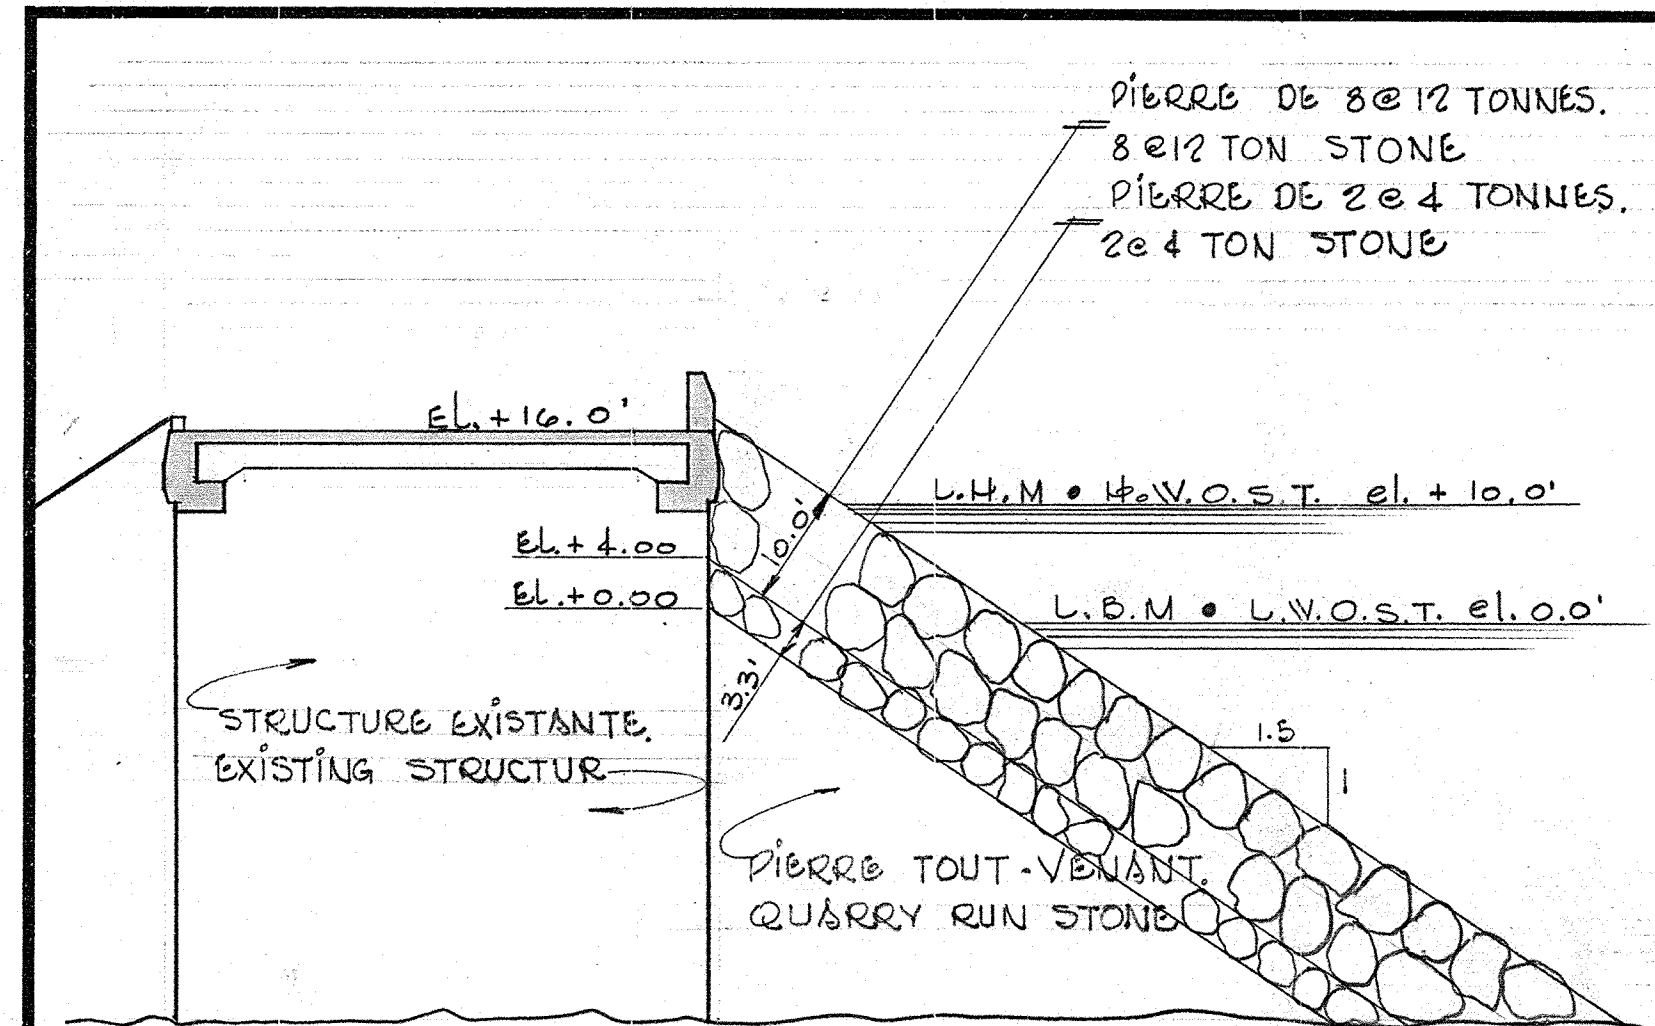 PIERRE DE 8@12 TONNES.
8@12 TON STONE
PIERRE DE 2@4 TONNES.
2@4 TON STONE
EL.+16.0'
L.H.M • H.W.O.S.T. el. + 10.0'
10.0'
EL.+4.00
EL.+0.00
L.B.M • L.W.O.S.T. el. 0.0'
3.3'
STRUCTURE EXISTANTE.
EXISTING STRUCTUR
1.5
1
PIERRE TOUT-VENANT.
QUARRY RUN STONE